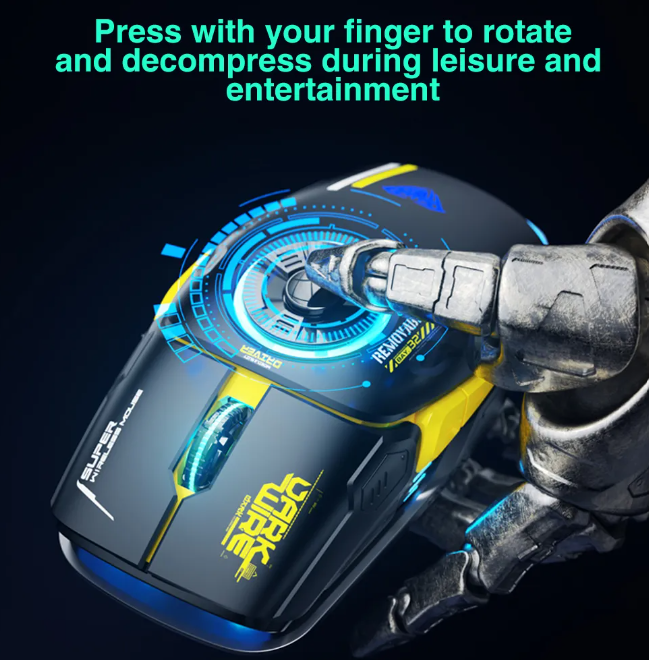 Press with your finger to rotate
and decompress during leisure and
entertainment
SUPER
WIRELESS MOUSE
DARK
WIRE